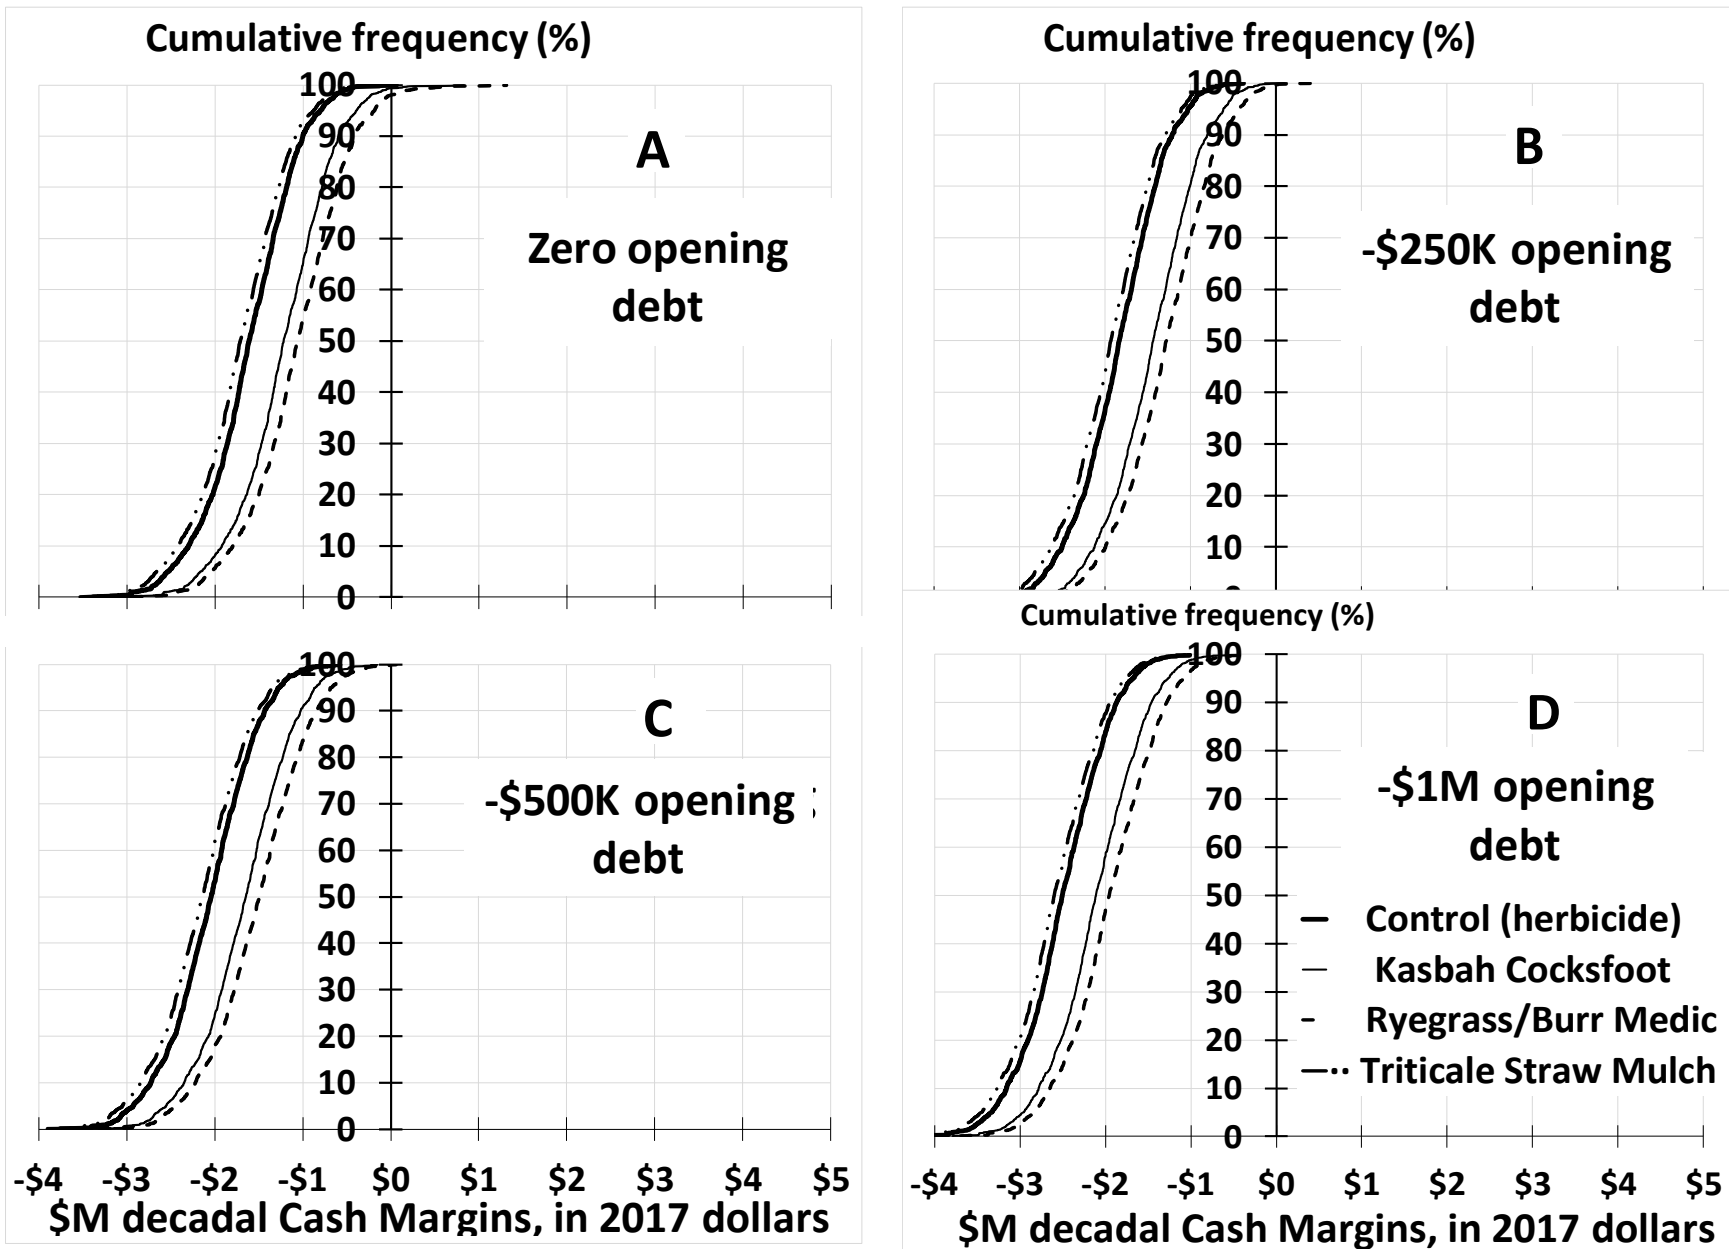 Cumulative frequency (%)
100
90
80
70
60
50
40
30
20
10
0
A
Zero opening
debt
Cumulative frequency (%)
100
90
80
70
60
50
40
30
20
10
B
-$250K opening
debt
100
90
80
70
60
50
40
30
20
10
0
C
-$500K opening
debt
-$4 -$3 -$2 -$1 $0 $1 $2 $3 $4 $5
$M decadal Cash Margins, in 2017 dollars
Cumulative frequency (%)
100
90
80
70
60
50
40
30
20
10
0
D
-$1M opening
debt
Control (herbicide)
Kasbah Cocksfoot
Ryegrass/Burr Medic
Triticale Straw Mulch
-$4 -$3 -$2 -$1 $0 $1 $2 $3 $4 $5
$M decadal Cash Margins, in 2017 dollars